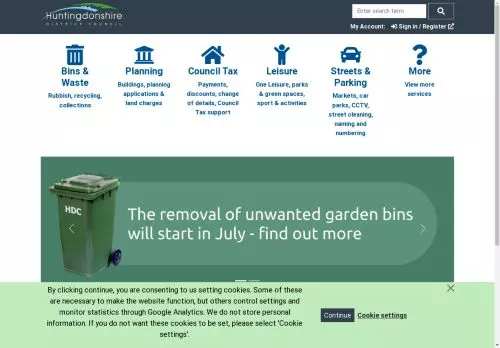 Huntingdonshire
DISTRICT COUNCIL
Enter search term
My Account: Sign in / Register
Bins &
Waste
Rubbish, recycling,
collections
Planning
Buildings, planning
applications &
land charges
Council Tax
Payments,
discounts, change
of details, Council
Tax support
Leisure
One Leisure, parks
& green spaces,
sport & activities
Streets &
Parking
Markets, car
parks, CCTV,
street cleaning,
naming and
numbering
More
View more
services
HDC
The removal of unwanted garden bins
will start in July - find out more
By clicking continue, you are consenting to us setting cookies. Some of these
are necessary to make the website function, but others control settings and
monitor statistics through Google Analytics. We do not store personal
information. If you do not want these cookies to be set, please select 'Cookie
settings'.
Continue Cookie settings